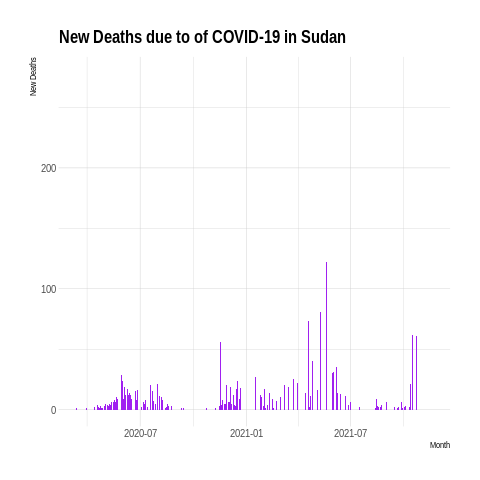 New Deaths due to of COVID-19 in Sudan
New Deaths
200
100
0
2020-07
2021-01
2021-07
Month